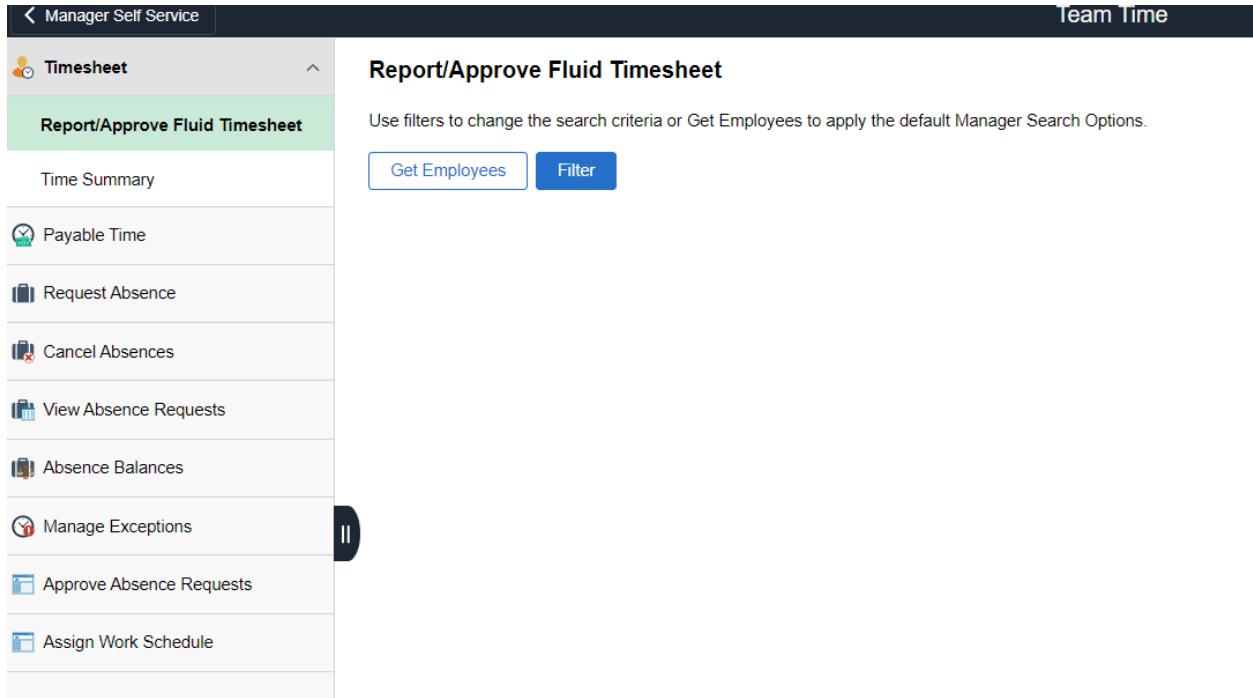 Manager Self Service
Team Time
Timesheet
Report/Approve Fluid Timesheet
Time Summary
Payable Time
Request Absence
Cancel Absences
View Absence Requests
Absence Balances
Manage Exceptions
Approve Absence Requests
Assign Work Schedule
Report/Approve Fluid Timesheet
Use filters to change the search criteria or Get Employees to apply the default Manager Search Options.
Get Employees
Filter